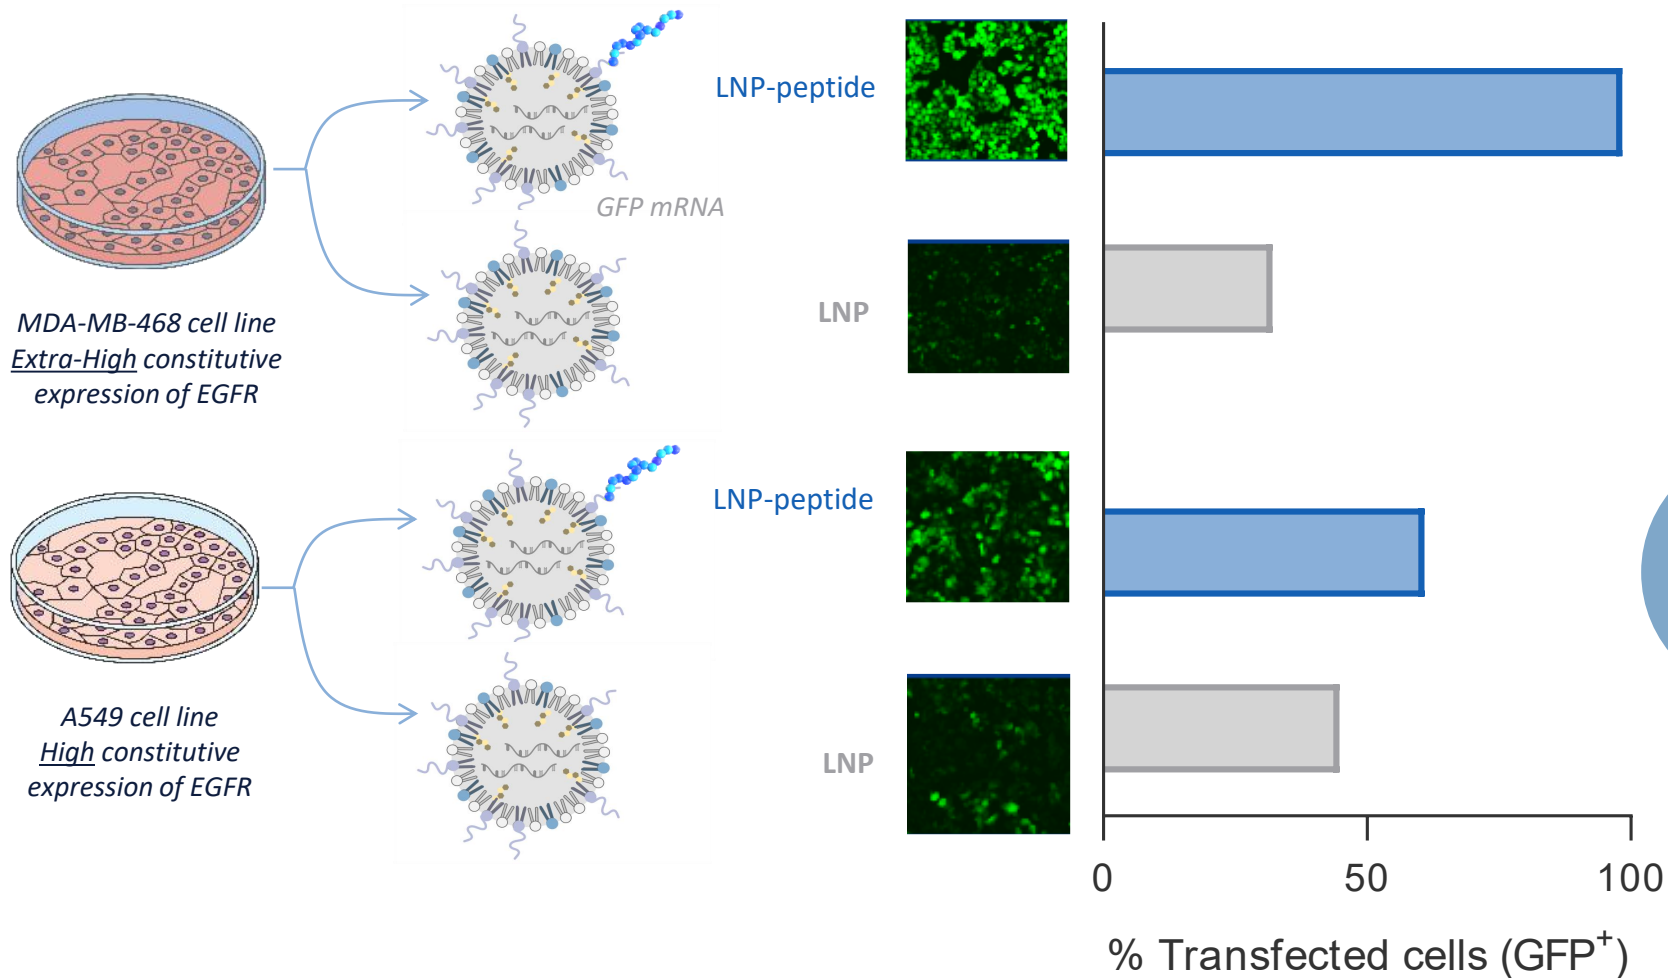 LNP-peptide
GFP mRNA
LNP
MDA-MB-468 cell line
Extra-High constitutive
expression of EGFR
LNP-peptide
LNP
A549 cell line
High constitutive
expression of EGFR
0
50
100
% Transfected cells (GFP⁺)